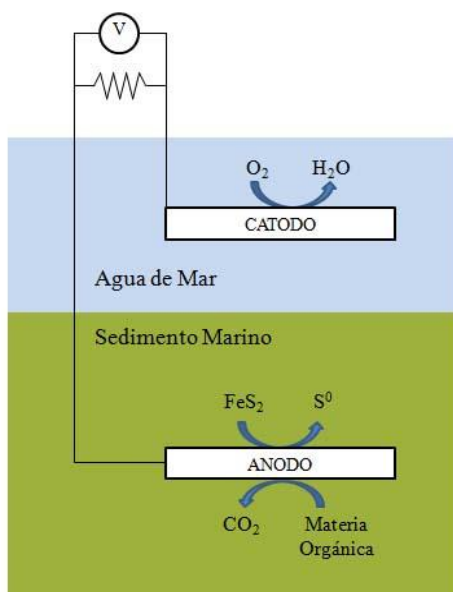 V
O₂ H₂O
CATODO
Agua de Mar
Sedimento Marino
FeS₂ S⁰
ANODO
CO₂ Materia
Orgánica